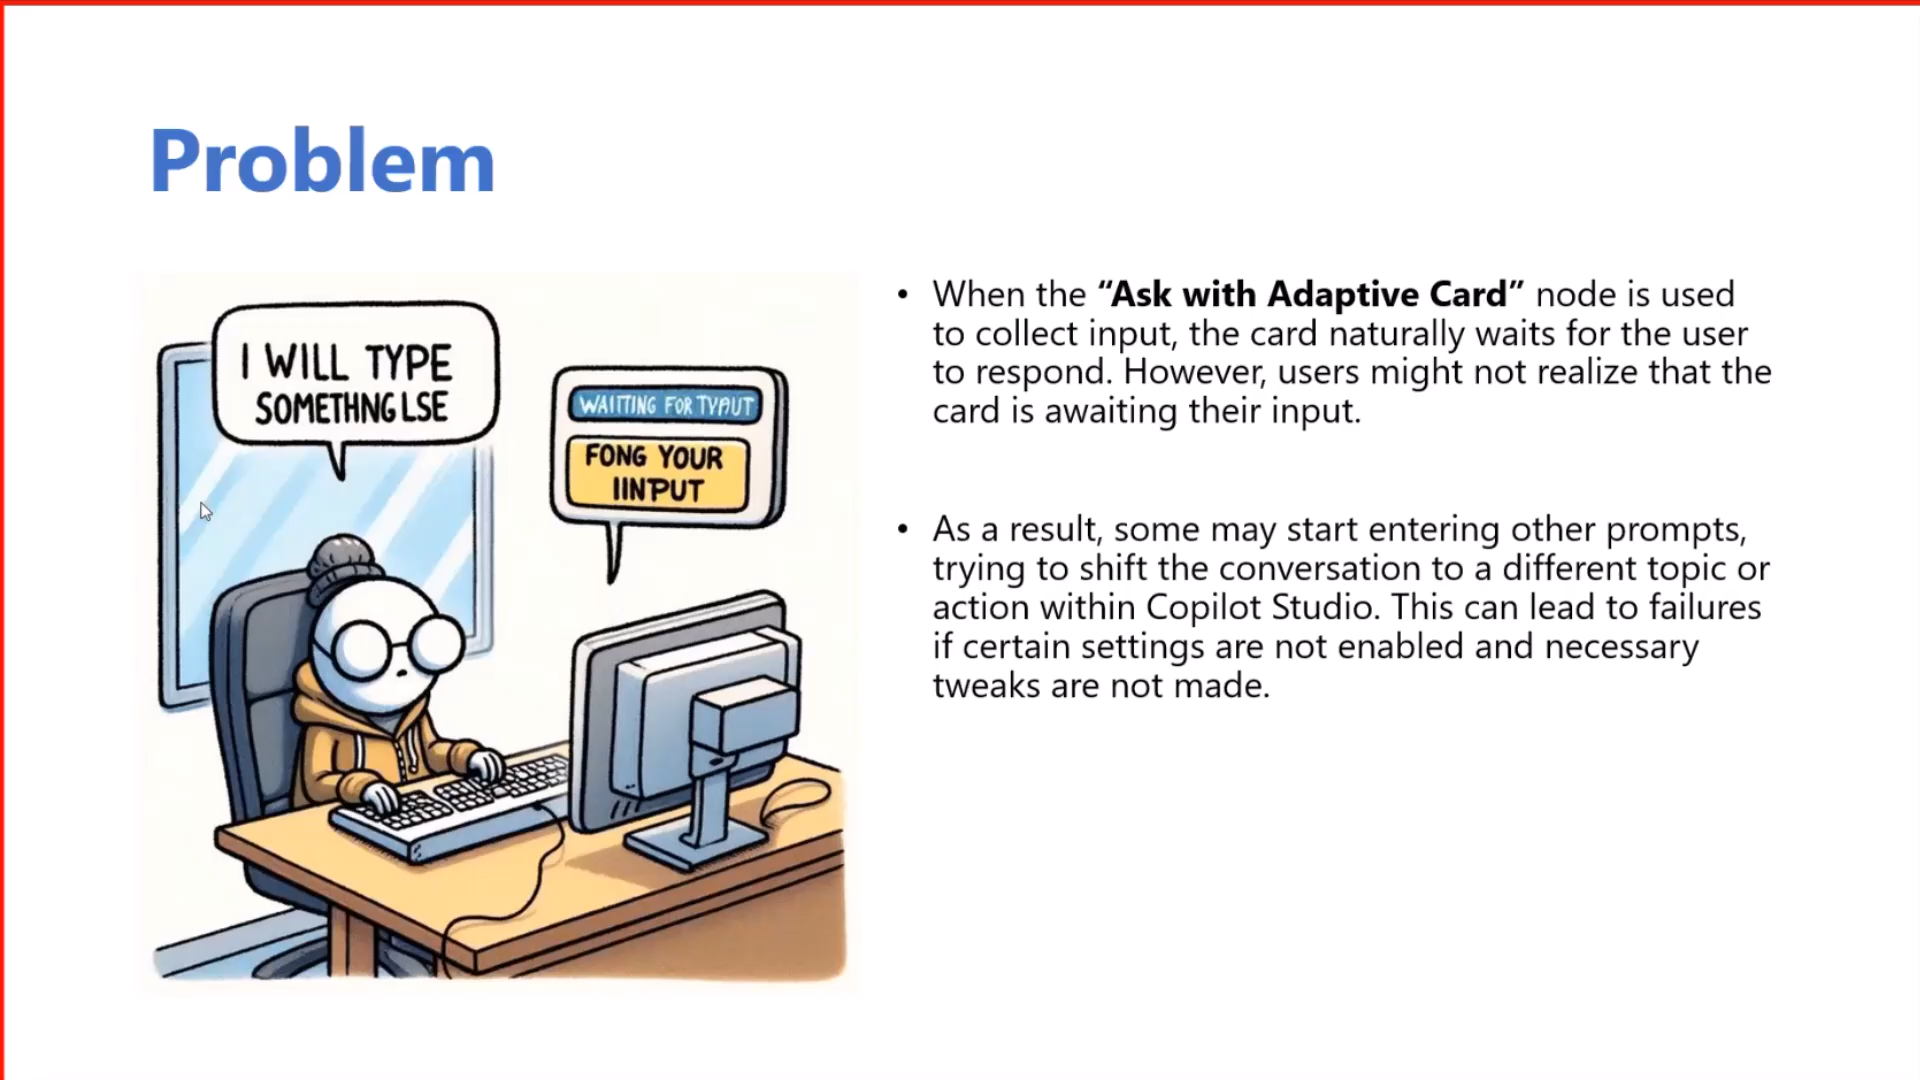 Problem
I WILL TYPE
SOMETHNG LSE
WAITING FOR TYPUT
FONG YOUR
IINPUT
• When the “Ask with Adaptive Card” node is used
to collect input, the card naturally waits for the user
to respond. However, users might not realize that the
card is awaiting their input.
• As a result, some may start entering other prompts,
trying to shift the conversation to a different topic or
action within Copilot Studio. This can lead to failures
if certain settings are not enabled and necessary
tweaks are not made.